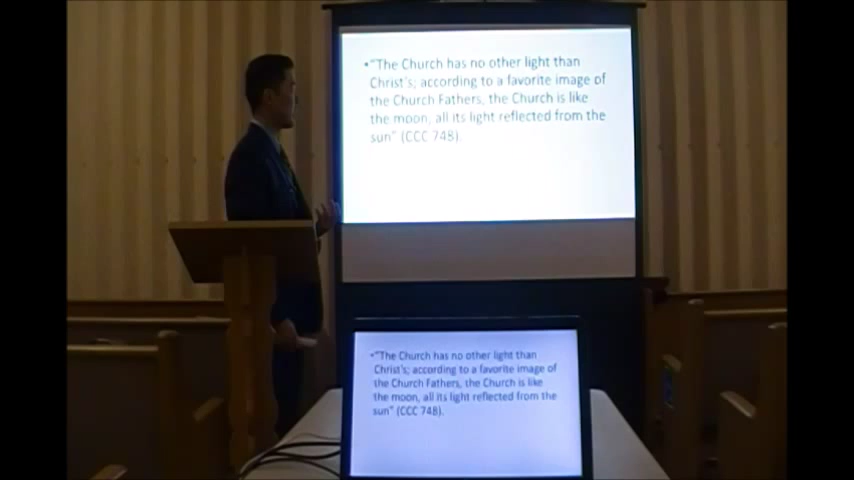 •"The Church has no other light than
Christ's; according to a favorite image of
the Church Fathers, the Church is like
the moon, all its light reflected from the
sun" (CCC 748).
•"The Church has no other light than
Christ's; according to a favorite image of
the Church Fathers, the Church is like
the moon, all its light reflected from the
sun" (CCC 748).